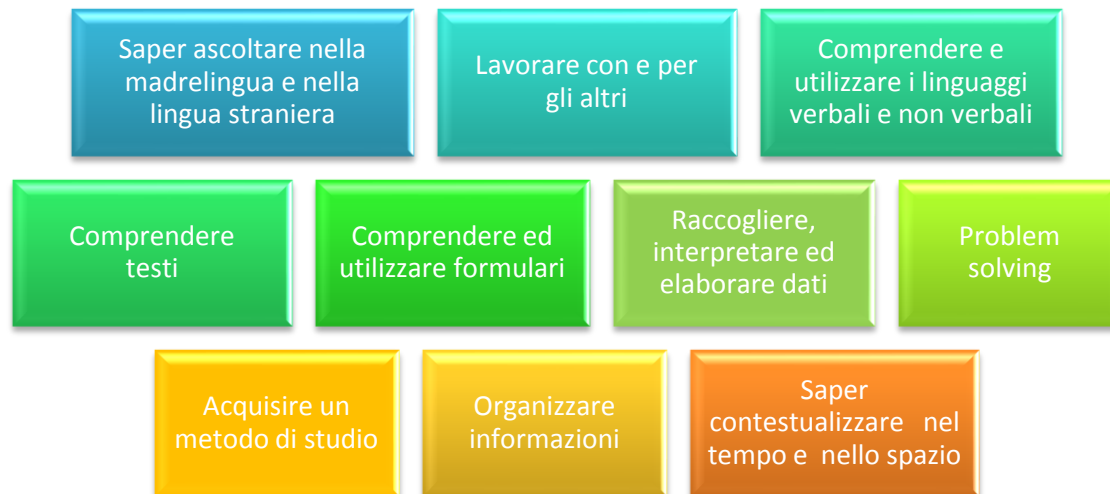 Saper ascoltare nella
madrelingua e nella
lingua straniera
Lavorare con e per
gli altri
Comprendere e
utilizzare i linguaggi
verbali e non verbali
Comprendere
testi
Comprendere ed
utilizzare formulari
Raccogliere,
interpretare ed
elaborare dati
Problem
solving
Acquisire un
metodo di studio
Organizzare
informazioni
Saper
contestualizzare nel
tempo e nello spazio